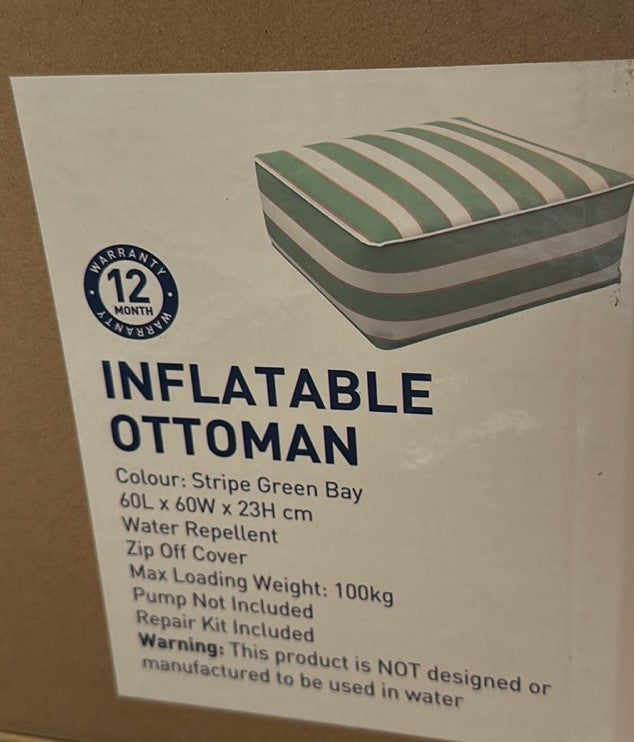 WARRANTY
12
MONTH
WARRANTY
INFLATABLE
OTTOMAN
Colour: Stripe Green Bay
60L x 60W x 23H cm
Water Repellent
Zip Off Cover
Max Loading Weight: 100kg
Pump Not Included
Repair Kit Included
Warning: This product is NOT designed or
manufactured to be used in water